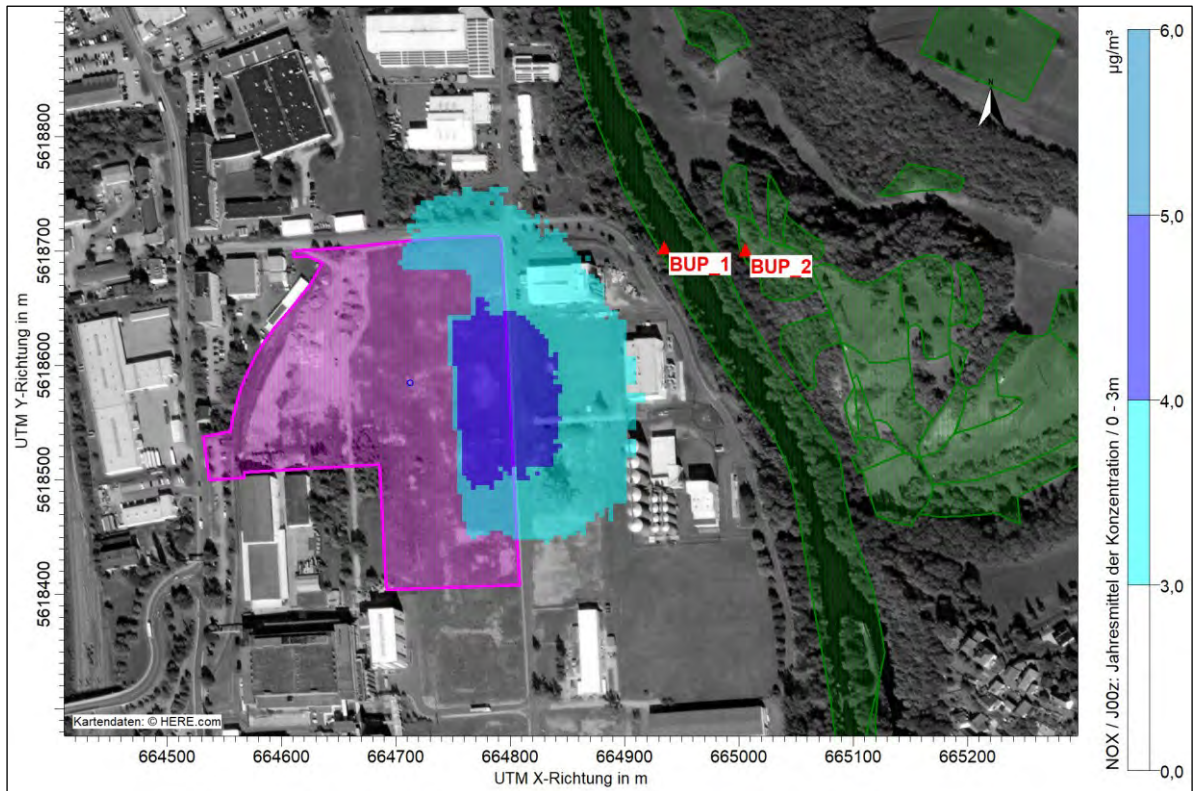 N
BUP_1
BUP_2
Kartendaten: © HERE.com
UTM Y-Richtung in m
5618800
5618700
5618600
5618500
5618400
664500
664600
664700
664800
664900
665000
665100
665200
UTM X-Richtung in m
NOX / J00z: Jahresmittel der Konzentration / 0 - 3m
µg/m³
6,0
5,0
4,0
3,0
0,0